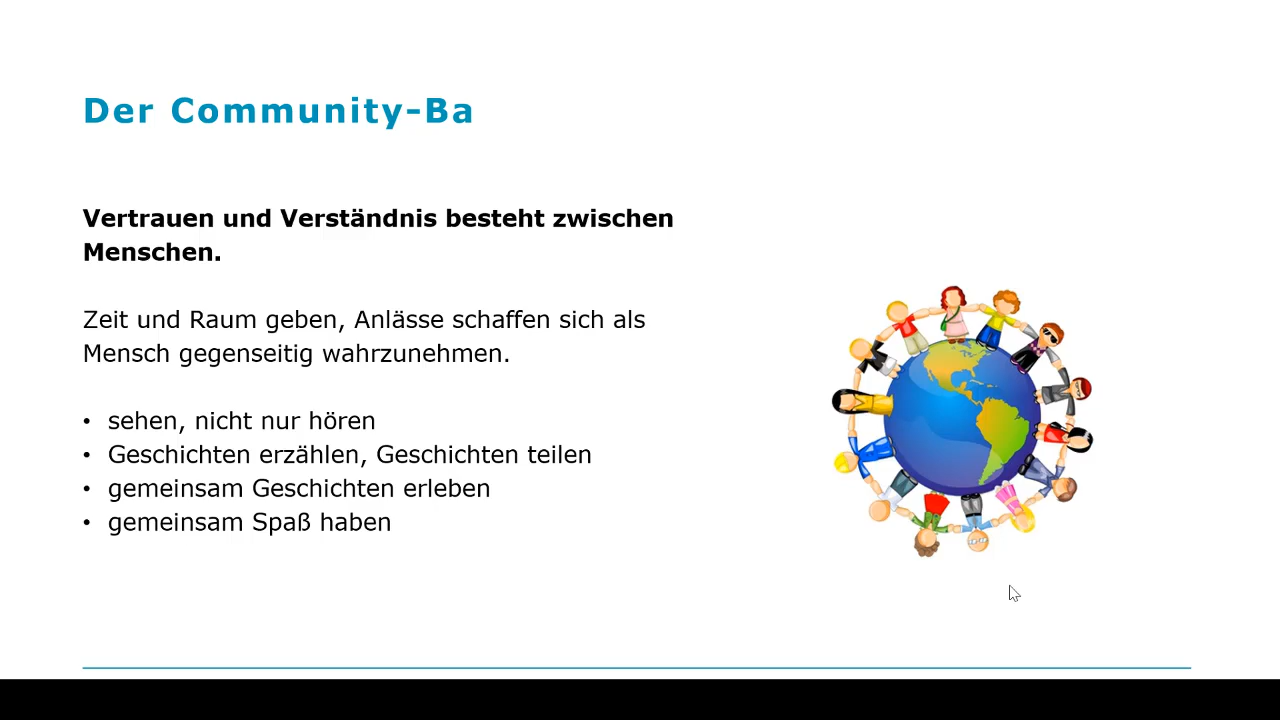 Der Community-Ba
Vertrauen und Verständnis besteht zwischen
Menschen.
Zeit und Raum geben, Anlässe schaffen sich als
Mensch gegenseitig wahrzunehmen.
• sehen, nicht nur hören
• Geschichten erzählen, Geschichten teilen
• gemeinsam Geschichten erleben
• gemeinsam Spaß haben